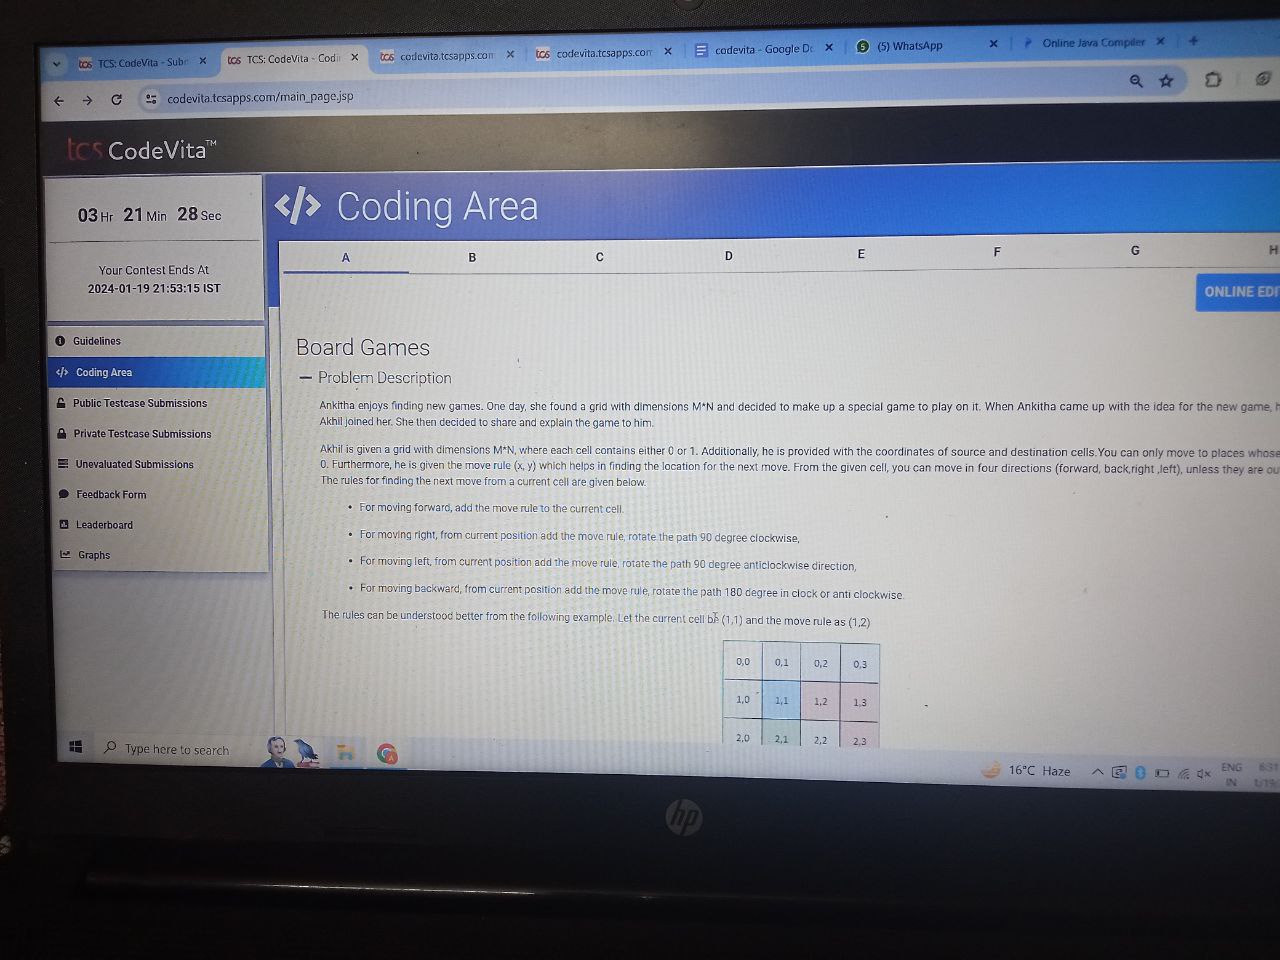 TCS: CodeVita - Subm
TCS: CodeVita - Codin
codevita.tcsapps.com
codevita.tcsapps.com
codevita - Google Do
(5) WhatsApp
Online Java Compiler
codevita.tcsapps.com/main_page.jsp
tcs CodeVita™
03 Hr 21 Min 28 Sec
Your Contest Ends At
2024-01-19 21:53:15 IST
Guidelines
Coding Area
Public Testcase Submissions
Private Testcase Submissions
Unevaluated Submissions
Feedback Form
Leaderboard
Graphs
</> Coding Area
A B C D E F G H
ONLINE EDI
Board Games
Problem Description
Ankitha enjoys finding new games. One day, she found a grid with dimensions M*N and decided to make up a special game to play on it. When Ankitha came up with the idea for the new game, h
Akhil joined her. She then decided to share and explain the game to him.
Akhil is given a grid with dimensions M*N, where each cell contains either 0 or 1. Additionally, he is provided with the coordinates of source and destination cells.You can only move to places whose
0. Furthermore, he is given the move rule (x, y) which helps in finding the location for the next move. From the given cell, you can move in four directions (forward, back,right ,left), unless they are ou
The rules for finding the next move from a current cell are given below.
• For moving forward, add the move rule to the current cell.
• For moving right, from current position add the move rule, rotate the path 90 degree clockwise,
• For moving left, from current position add the move rule, rotate the path 90 degree anticlockwise direction,
• For moving backward, from current position add the move rule, rotate the path 180 degree in clock or anti clockwise.
The rules can be understood better from the following example. Let the current cell be (1,1) and the move rule as (1,2)
0,0 0,1 0,2 0,3
1,0 1,1 1,2 1,3
2,0 2,1 2,2 2,3
Type here to search
16°C Haze
ENG
IN
hp